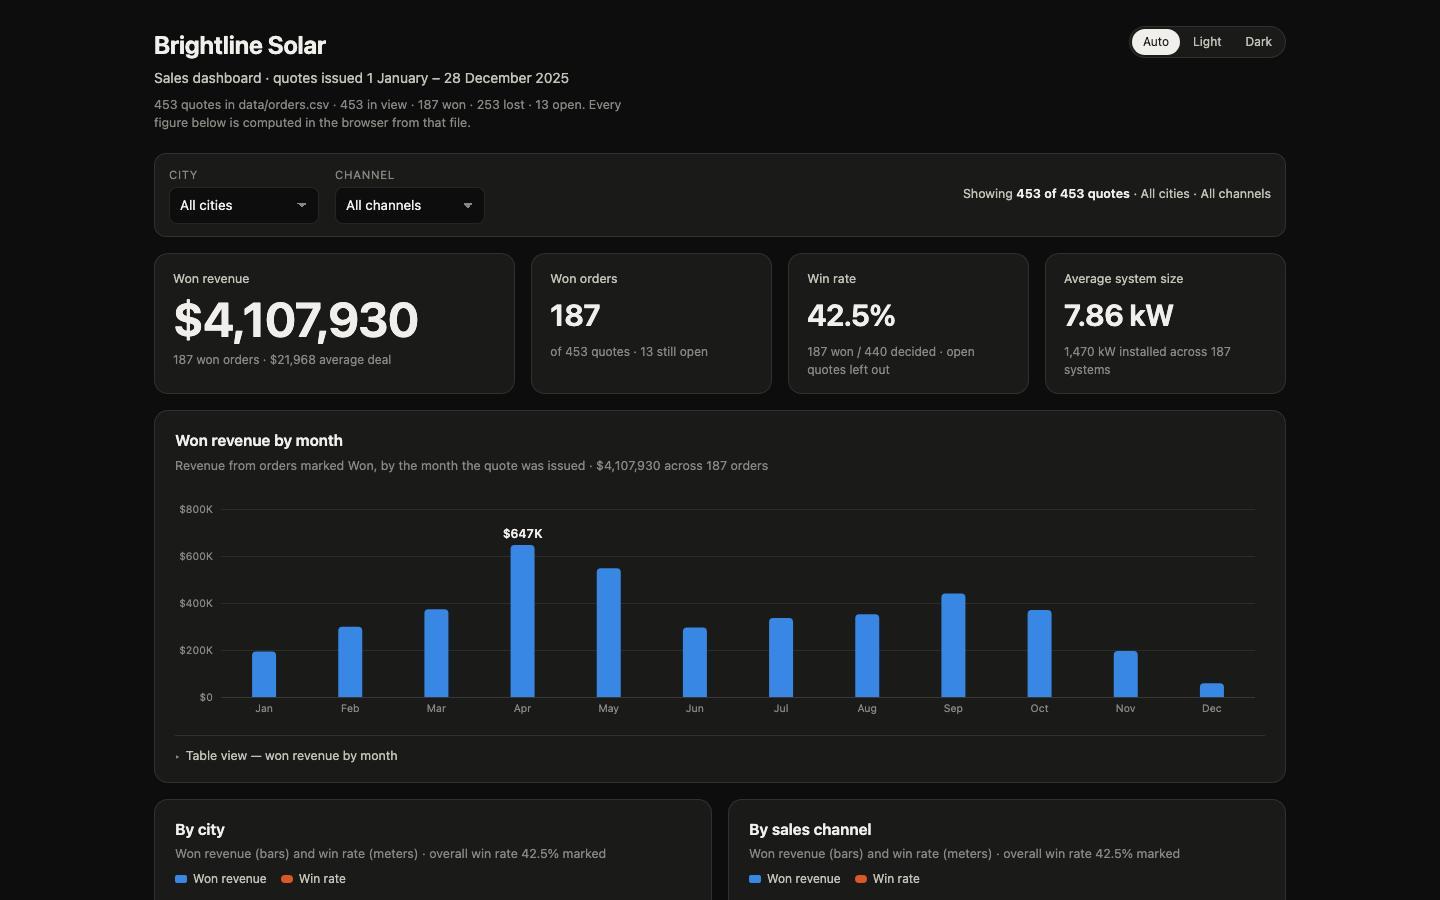 Brightline Solar
Auto Light Dark
Sales dashboard · quotes issued 1 January – 28 December 2025
453 quotes in data/orders.csv · 453 in view · 187 won · 253 lost · 13 open. Every
figure below is computed in the browser from that file.
CITY
All cities
CHANNEL
All channels
Showing 453 of 453 quotes · All cities · All channels
Won revenue
$4,107,930
187 won orders · $21,968 average deal
Won orders
187
of 453 quotes · 13 still open
Win rate
42.5%
187 won / 440 decided · open
quotes left out
Average system size
7.86 kW
1,470 kW installed across 187
systems
Won revenue by month
Revenue from orders marked Won, by the month the quote was issued · $4,107,930 across 187 orders
$800K
$600K
$400K
$200K
$0
$647K
Jan Feb Mar Apr May Jun Jul Aug Sep Oct Nov Dec
Table view — won revenue by month
By city
Won revenue (bars) and win rate (meters) · overall win rate 42.5% marked
Won revenue Win rate
By sales channel
Won revenue (bars) and win rate (meters) · overall win rate 42.5% marked
Won revenue Win rate